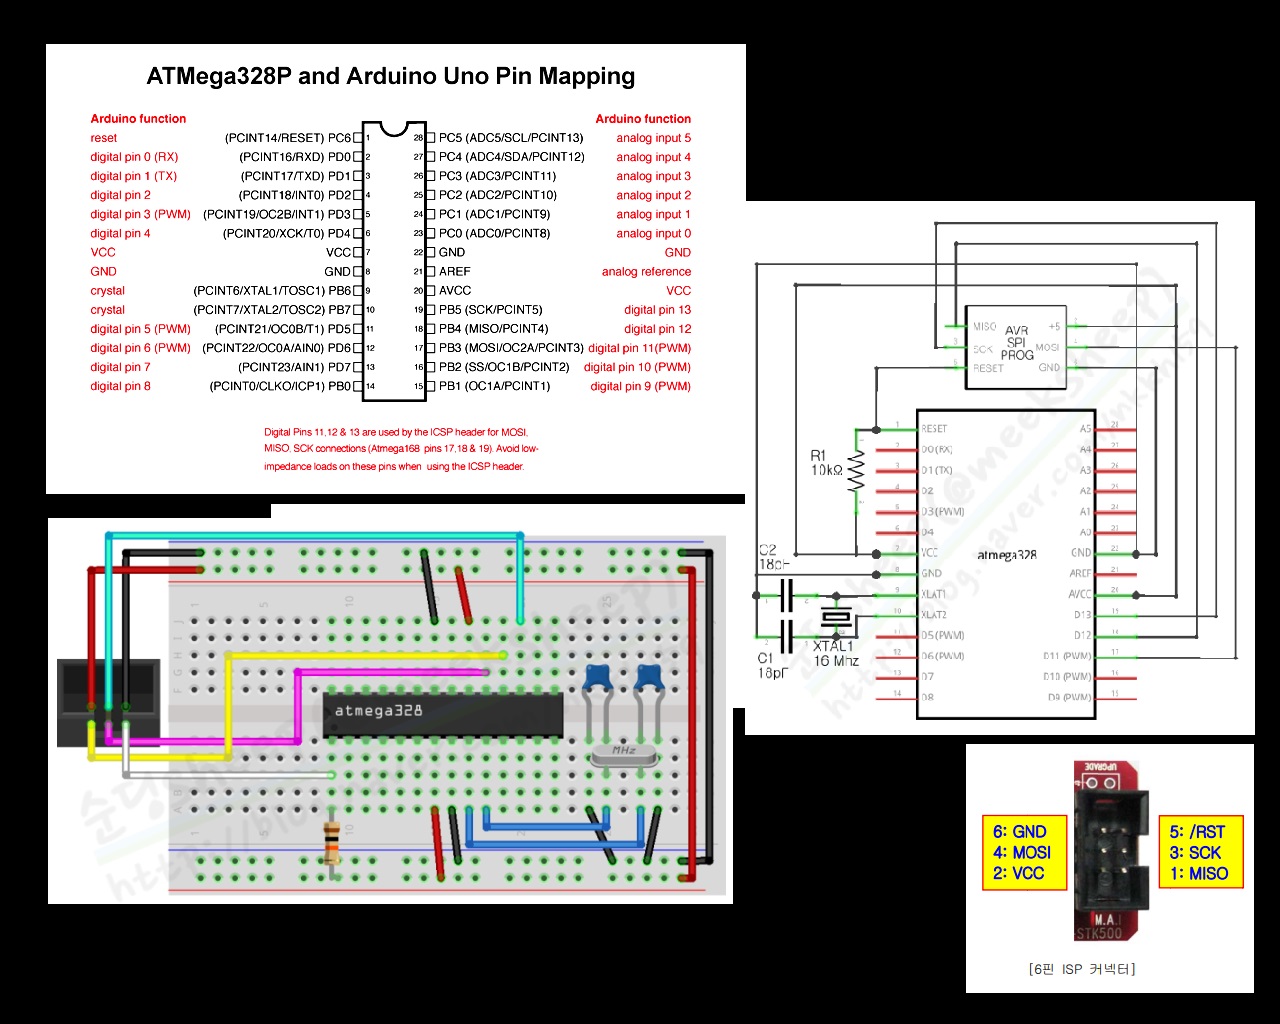 ATMega328P and Arduino Uno Pin Mapping
Arduino function
Arduino function
reset (PCINT14/RESET) PC6 1 28 PC5 (ADC5/SCL/PCINT13) analog input 5
digital pin 0 (RX) (PCINT16/RXD) PD0 2 27 PC4 (ADC4/SDA/PCINT12) analog input 4
digital pin 1 (TX) (PCINT17/TXD) PD1 3 26 PC3 (ADC3/PCINT11) analog input 3
digital pin 2 (PCINT18/INT0) PD2 4 25 PC2 (ADC2/PCINT10) analog input 2
digital pin 3 (PWM) (PCINT19/OC2B/INT1) PD3 5 24 PC1 (ADC1/PCINT9) analog input 1
digital pin 4 (PCINT20/XCK/T0) PD4 6 23 PC0 (ADC0/PCINT8) analog input 0
VCC VCC 7 22 GND GND
GND GND 8 21 AREF analog reference
crystal (PCINT6/XTAL1/TOSC1) PB6 9 20 AVCC VCC
crystal (PCINT7/XTAL2/TOSC2) PB7 10 19 PB5 (SCK/PCINT5) digital pin 13
digital pin 5 (PWM) (PCINT21/OC0B/T1) PD5 11 18 PB4 (MISO/PCINT4) digital pin 12
digital pin 6 (PWM) (PCINT22/OC0A/AIN0) PD6 12 17 PB3 (MOSI/OC2A/PCINT3) digital pin 11(PWM)
digital pin 7 (PCINT23/AIN1) PD7 13 16 PB2 (SS/OC1B/PCINT2) digital pin 10 (PWM)
digital pin 8 (PCINT0/CLKO/ICP1) PB0 14 15 PB1 (OC1A/PCINT1) digital pin 9 (PWM)
Digital Pins 11,12 & 13 are used by the ICSP header for MOSI,
MISO, SCK connections (Atmega168 pins 17,18 & 19). Avoid low-
impedance loads on these pins when using the ICSP header.
MISO +5
AVR
SPI
PROG
SCK MOSI
RESET GND
RESET A5
D0(RX) A4
D1(TX) A3
D2 A2
D3(PWM) A1
D4 A0
VCC atmega328 GND
GND AREF
XLAT1 AVCC
XLAT2 D13
D5(PWM) D12
D6(PWM) D11(PWM)
D7 D10(PWM)
D8 D9(PWM)
R1
10kΩ
C2
18pF
C1
18pF
XTAL1
16 Mhz
atmega328
MHz
UPGRADE
6: GND
4: MOSI
2: VCC
5: /RST
3: SCK
1: MISO
M.A.I
-STK500
[6핀 ISP 커넥터]